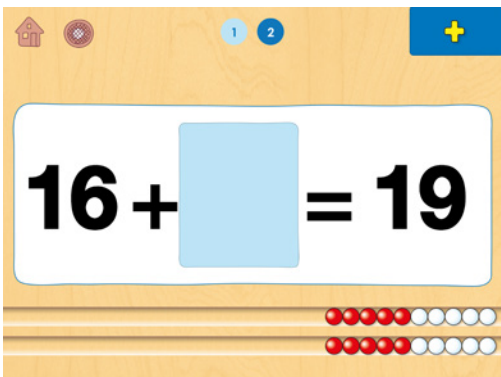 1 2 +
16 + = 19